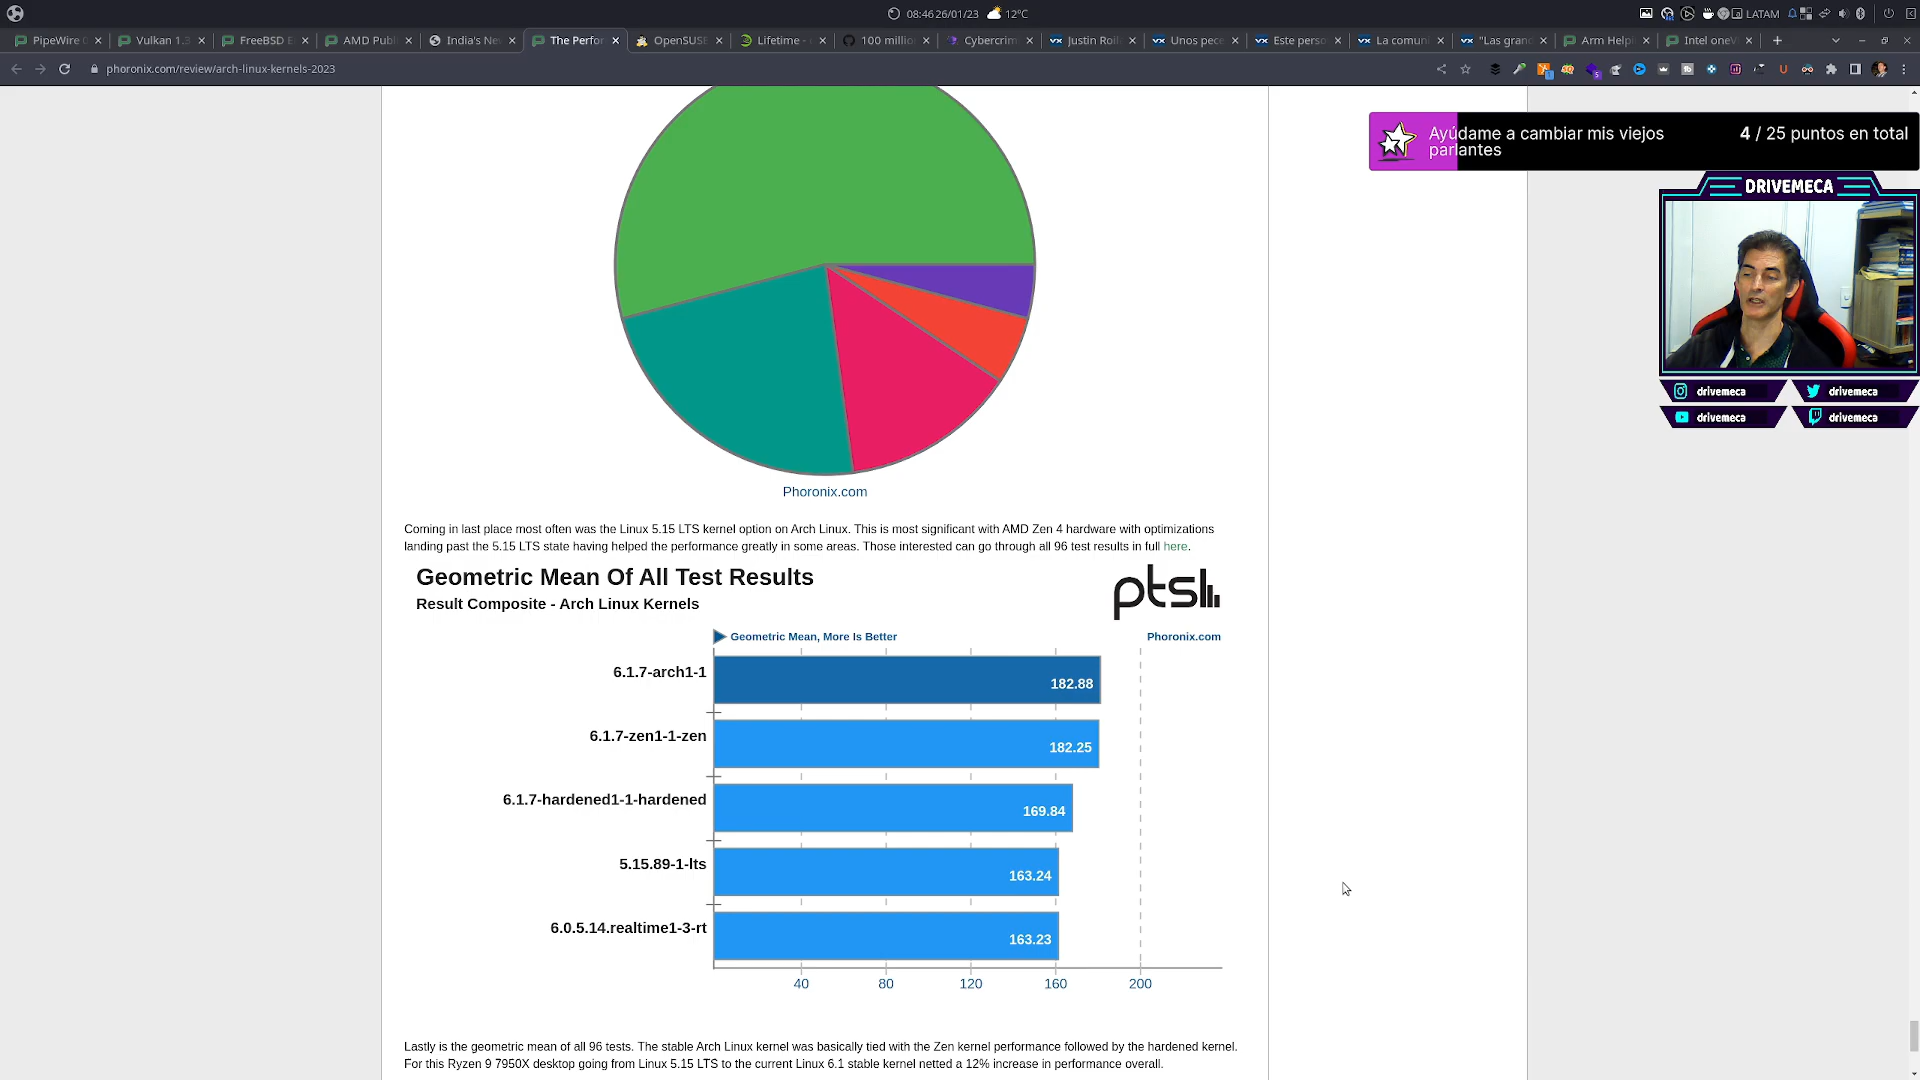 08:46 26/01/23 12°C
LATAM
PipeWire 0
Vulkan 1.3
FreeBSD E
AMD Publ
India's Ne
The Perfor
OpenSUSE
Lifetime -
100 millio
Cybercrim
Justin Roil
Unos pece
Este perso
La comuni
"Las gran
Arm Help
Intel oneV
phoronix.com/review/arch-linux-kernels-2023
Ayúdame a cambiar mis viejos
parlantes
4 / 25 puntos en total
DRIVEMECA
drivemeca
drivemeca
drivemeca
drivemeca
Phoronix.com
Coming in last place most often was the Linux 5.15 LTS kernel option on Arch Linux. This is most significant with AMD Zen 4 hardware with optimizations
landing past the 5.15 LTS state having helped the performance greatly in some areas. Those interested can go through all 96 test results in full here.
Geometric Mean Of All Test Results
Result Composite - Arch Linux Kernels
pts
Geometric Mean, More Is Better
Phoronix.com
6.1.7-arch1-1
182.88
6.1.7-zen1-1-zen
182.25
6.1.7-hardened1-1-hardened
169.84
5.15.89-1-lts
163.24
6.0.5.14.realtime1-3-rt
163.23
40 80 120 160 200
Lastly is the geometric mean of all 96 tests. The stable Arch Linux kernel was basically tied with the Zen kernel performance followed by the hardened kernel.
For this Ryzen 9 7950X desktop going from Linux 5.15 LTS to the current Linux 6.1 stable kernel netted a 12% increase in performance overall.